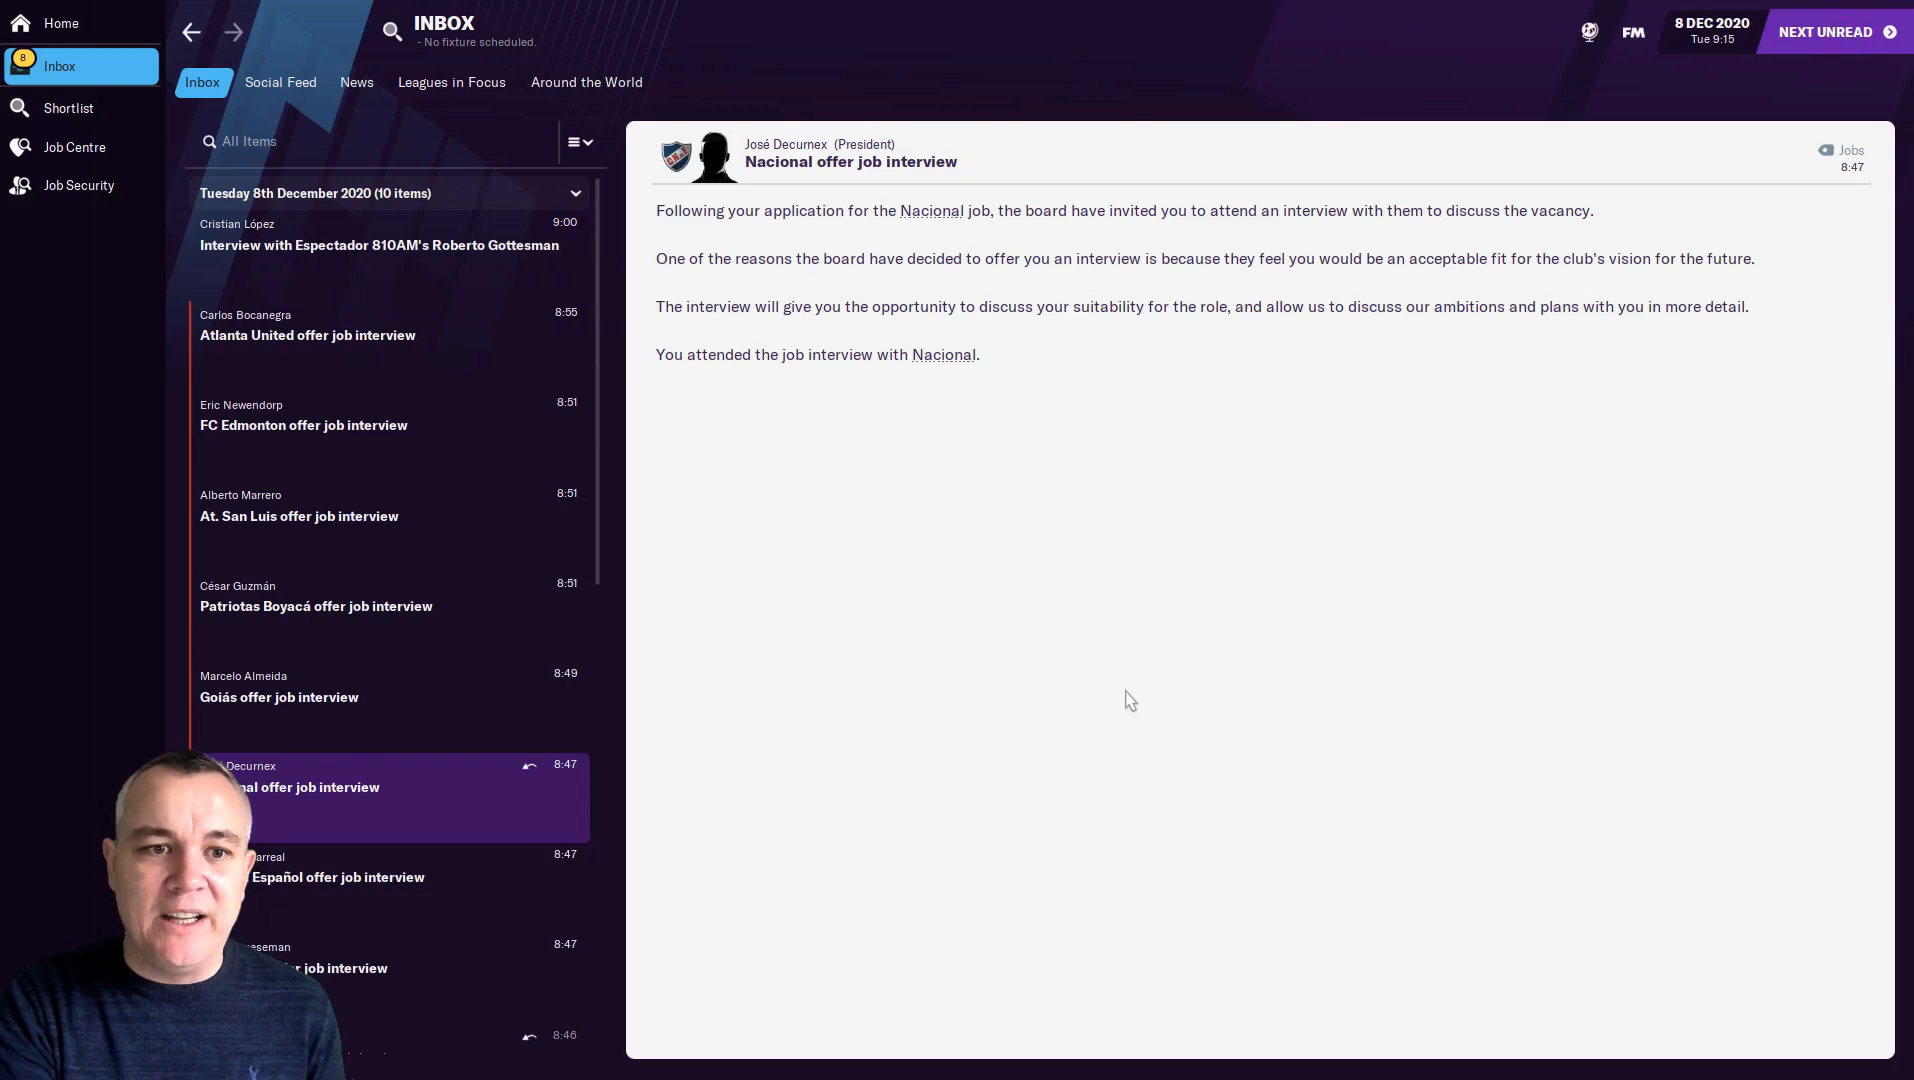 Home
8
Inbox
Shortlist
Job Centre
Job Security
INBOX
- No fixture scheduled.
FM
8 DEC 2020
Tue 9:15
NEXT UNREAD
Inbox
Social Feed
News
Leagues in Focus
Around the World
All Items
Tuesday 8th December 2020 (10 items)
Cristian López
9:00
Interview with Espectador 810AM's Roberto Gottesman
Carlos Bocanegra
8:55
Atlanta United offer job interview
Eric Newendorp
8:51
FC Edmonton offer job interview
Alberto Marrero
8:51
At. San Luis offer job interview
César Guzmán
8:51
Patriotas Boyacá offer job interview
Marcelo Almeida
8:49
Goiás offer job interview
Decurnex
8:47
offer job interview
8:47
Español offer job interview
8:47
job interview
8:46
José Decurnex (President)
Nacional offer job interview
Jobs
8:47
Following your application for the Nacional job, the board have invited you to attend an interview with them to discuss the vacancy.
One of the reasons the board have decided to offer you an interview is because they feel you would be an acceptable fit for the club's vision for the future.
The interview will give you the opportunity to discuss your suitability for the role, and allow us to discuss our ambitions and plans with you in more detail.
You attended the job interview with Nacional.